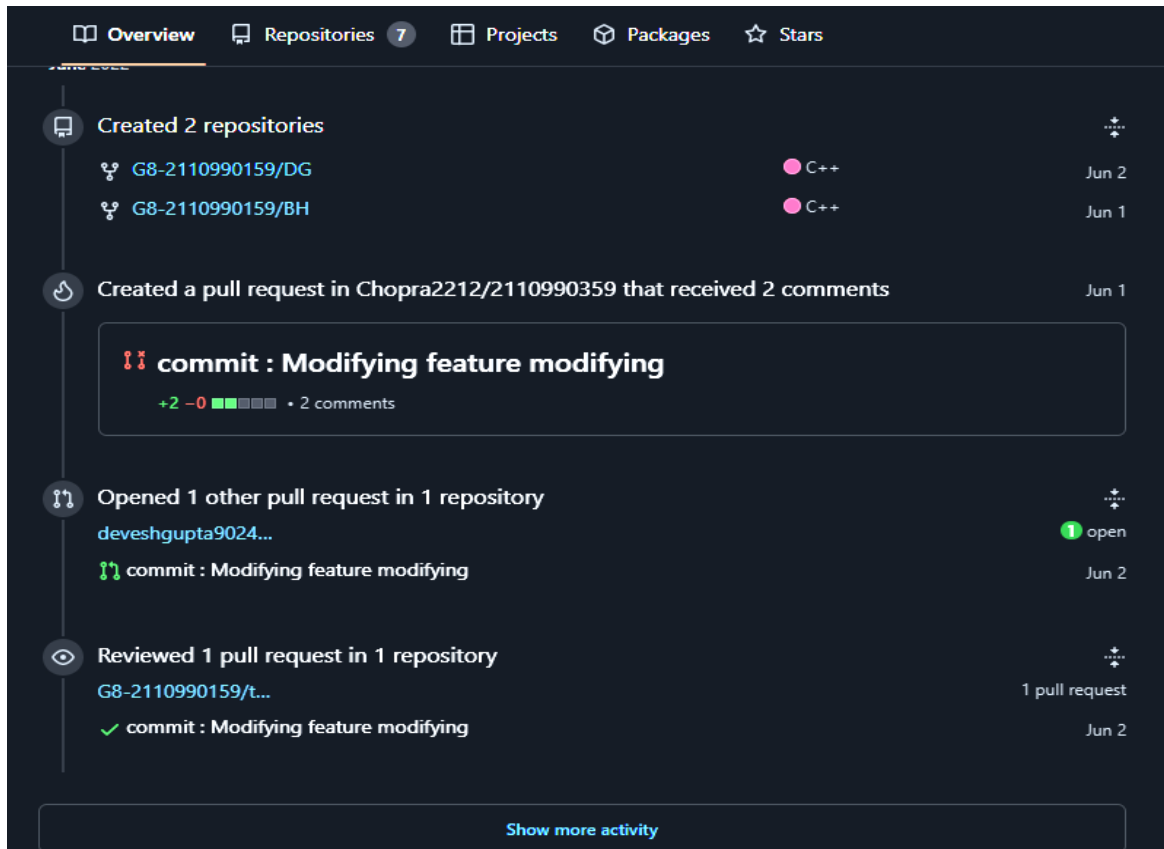 Overview Repositories 7 Projects Packages Stars
June 2022
Created 2 repositories
G8-2110990159/DG C++ Jun 2
G8-2110990159/BH C++ Jun 1
Created a pull request in Chopra2212/2110990359 that received 2 comments Jun 1
commit : Modifying feature modifying
+2 −0 • 2 comments
Opened 1 other pull request in 1 repository
deveshgupta9024... 1 open
commit : Modifying feature modifying Jun 2
Reviewed 1 pull request in 1 repository
G8-2110990159/t... 1 pull request
commit : Modifying feature modifying Jun 2
Show more activity